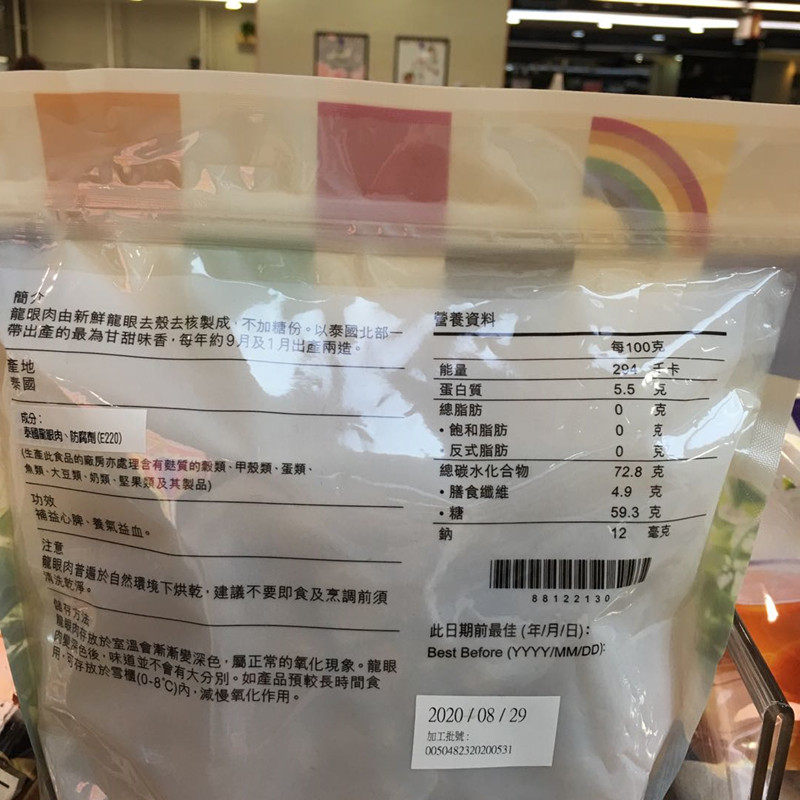 簡介
龍眼肉由新鮮龍眼去殼去核製成，不加糖份。以泰國北部一
帶出產的最為甘甜味香，每年約9月及1月出產兩造。
產地
泰國
成分：
泰國龍眼肉、防腐劑(E220)
(生產此食品的廠房亦處理含有麩質的穀類、甲殼類、蛋類、
魚類、大豆類、奶類、堅果類及其製品)
功效
補益心脾、養氣益血。
注意
龍眼肉普遍於自然環境下烘乾，建議不要即食及烹調前須
清洗乾淨。
儲存方法
龍眼肉存放於室溫會漸漸變深色，屬正常的氧化現象。龍眼
肉變深色後，味道並不會有大分別。如產品預較長時間食
用，可存放於雪櫃(0-8°C)內，減慢氧化作用。
營養資料
每100克
能量 294 千卡
蛋白質 5.5 克
總脂肪 0 克
・飽和脂肪 0 克
・反式脂肪 0 克
總碳水化合物 72.8 克
・膳食纖維 4.9 克
・糖 59.3 克
鈉 12 毫克
88122130
此日期前最佳 (年/月/日)：
Best Before (YYYY/MM/DD):
2020 / 08 / 29
加工批號：
0050482320200531